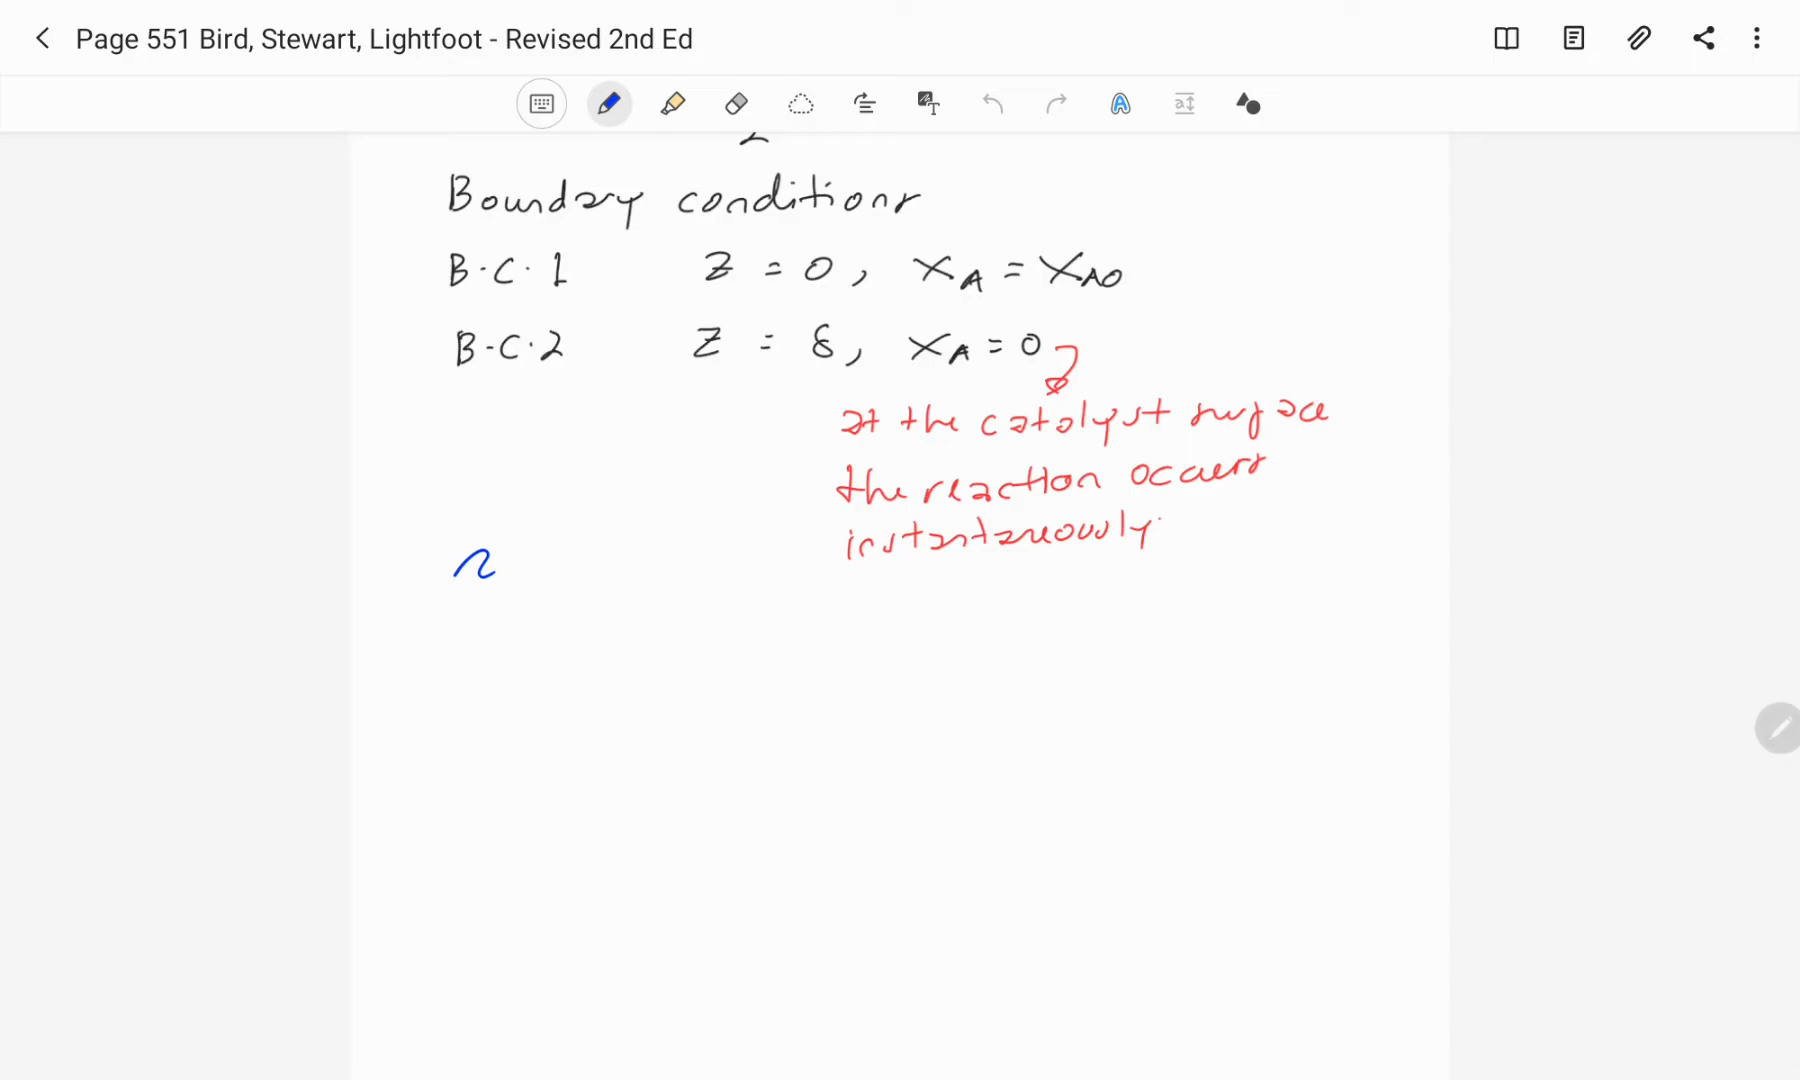 Page 551 Bird, Stewart, Lightfoot - Revised 2nd Ed
Boundary conditions
B.C.1 Z = 0, XA = XA0
B.C.2 Z = δ, XA = 0
at the catalyst surface
the reaction occurs
instantaneously